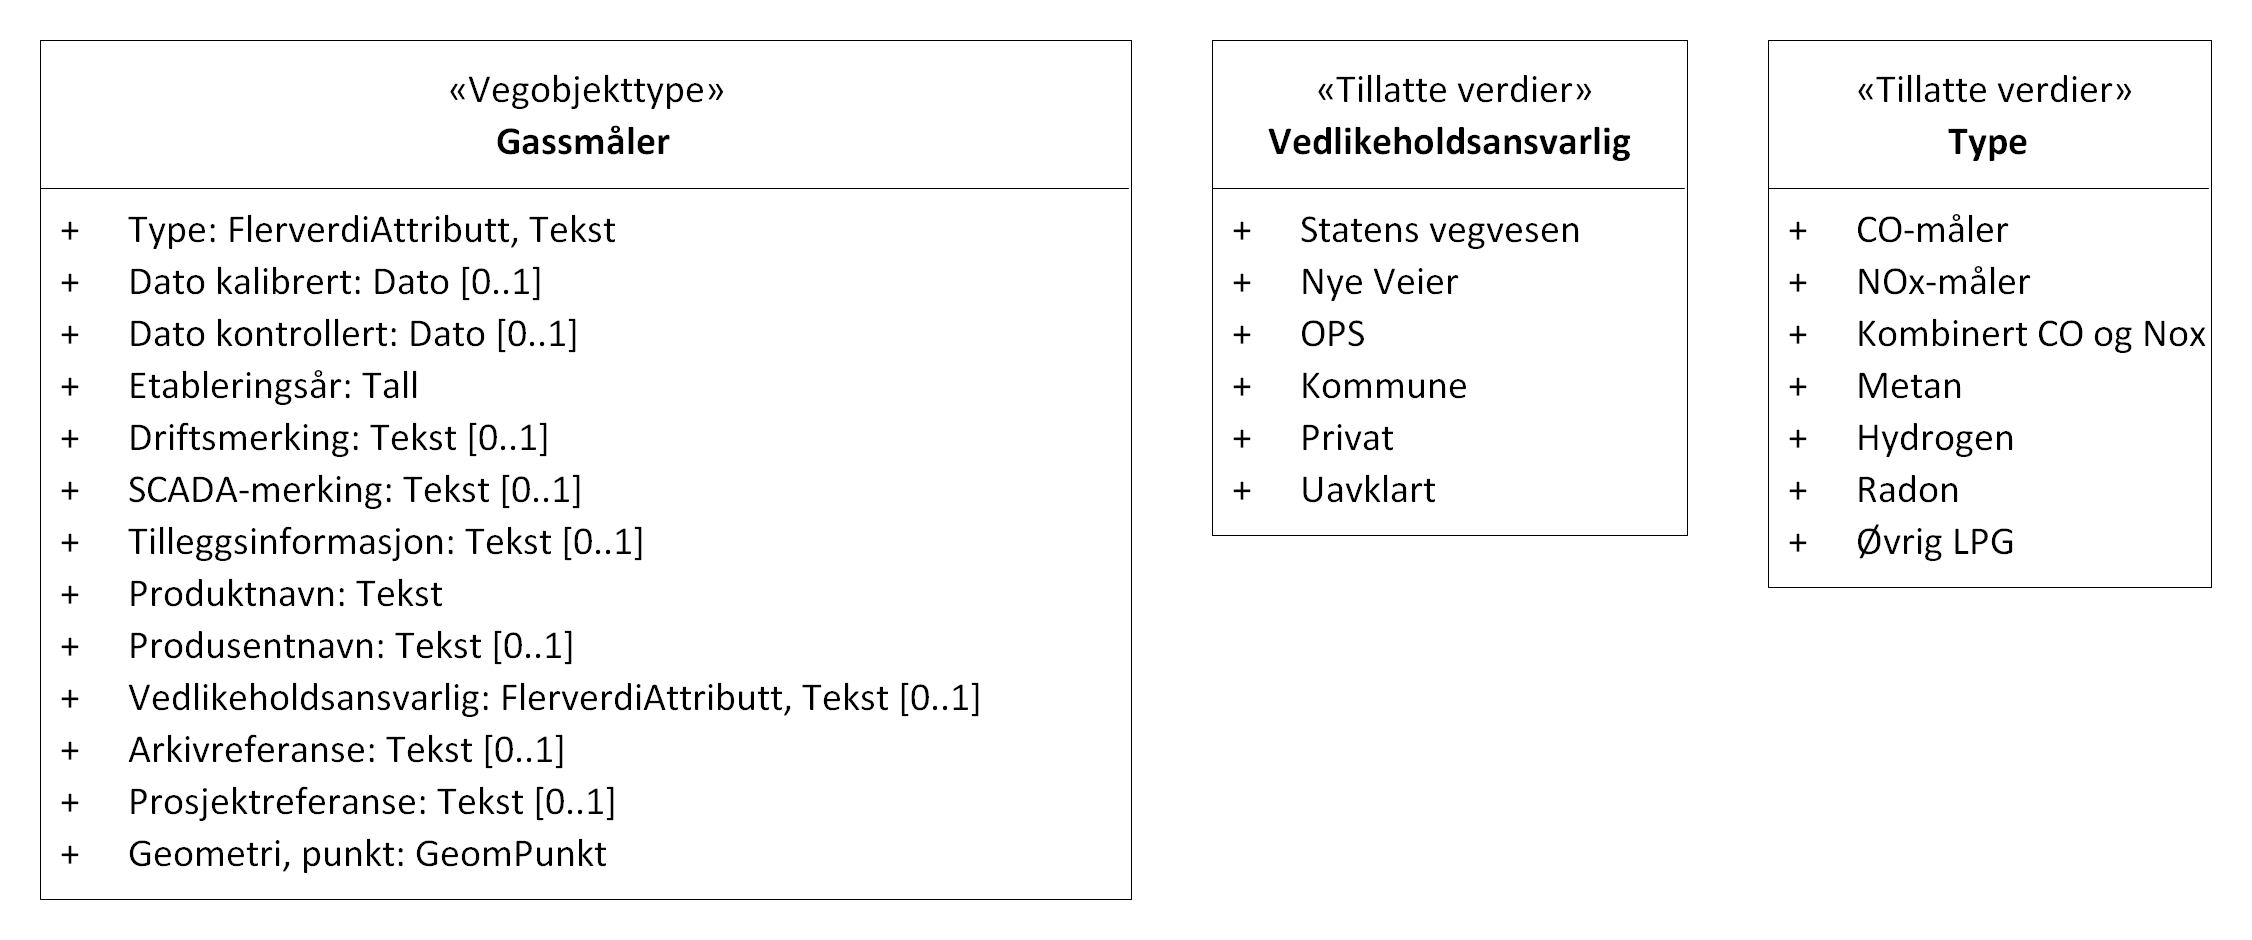 «Vegobjekttype»
Gassmåler
+ Type: FlerverdiAttributt, Tekst
+ Dato kalibrert: Dato [0..1]
+ Dato kontrollert: Dato [0..1]
+ Etableringsår: Tall
+ Driftsmerking: Tekst [0..1]
+ SCADA-merking: Tekst [0..1]
+ Tilleggsinformasjon: Tekst [0..1]
+ Produktnavn: Tekst
+ Produsentnavn: Tekst [0..1]
+ Vedlikeholdsansvarlig: FlerverdiAttributt, Tekst [0..1]
+ Arkivreferanse: Tekst [0..1]
+ Prosjektreferanse: Tekst [0..1]
+ Geometri, punkt: GeomPunkt
«Tillatte verdier»
Vedlikeholdsansvarlig
+ Statens vegvesen
+ Nye Veier
+ OPS
+ Kommune
+ Privat
+ Uavklart
«Tillatte verdier»
Type
+ CO-måler
+ NOx-måler
+ Kombinert CO og Nox
+ Metan
+ Hydrogen
+ Radon
+ Øvrig LPG